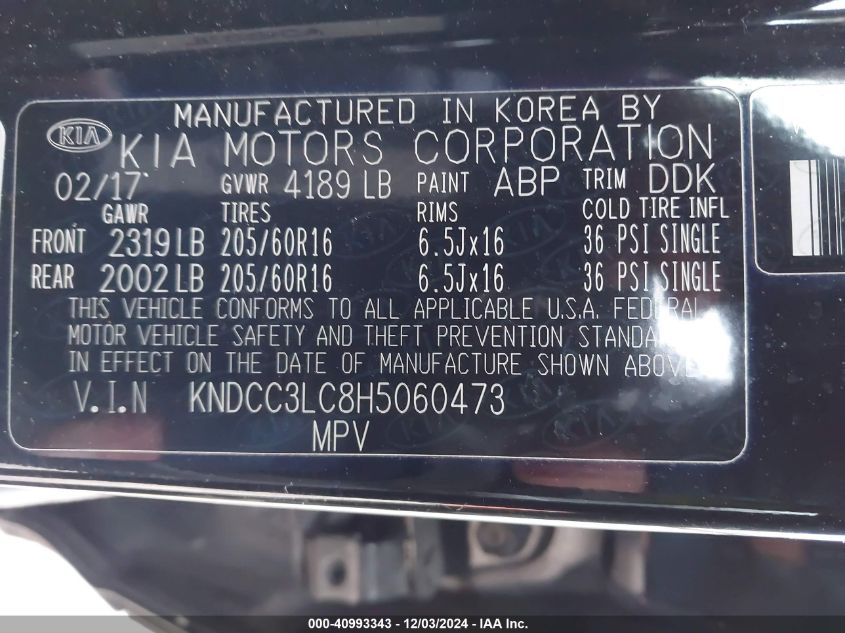 MANUFACTURED IN KOREA BY
KIA KIA MOTORS CORPORATION
02/17 GVWR 4189 LB PAINT ABP TRIM DDK
GAWR TIRES RIMS COLD TIRE INFL
FRONT 2319 LB 205/60R16 6.5Jx16 36 PSI SINGLE
REAR 2002 LB 205/60R16 6.5Jx16 36 PSI SINGLE
THIS VEHICLE CONFORMS TO ALL APPLICABLE U.S.A. FEDERAL
MOTOR VEHICLE SAFETY AND THEFT PREVENTION
IN EFFECT ON THE DATE OF MANUFACTURE SHOWN ABOVE
V.I.N KNDCC3LC8H5060473
MPV
000-40993343 - 12/03/2024 - IAA Inc.